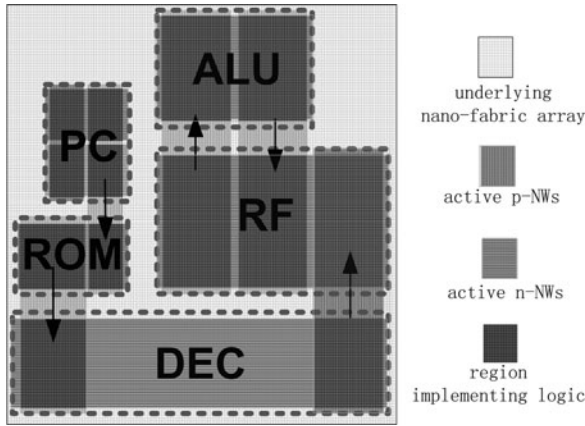 ALU
PC
RF
ROM
DEC
underlying
nano-fabric array
active p-NWs
active n-NWs
region
implementing logic